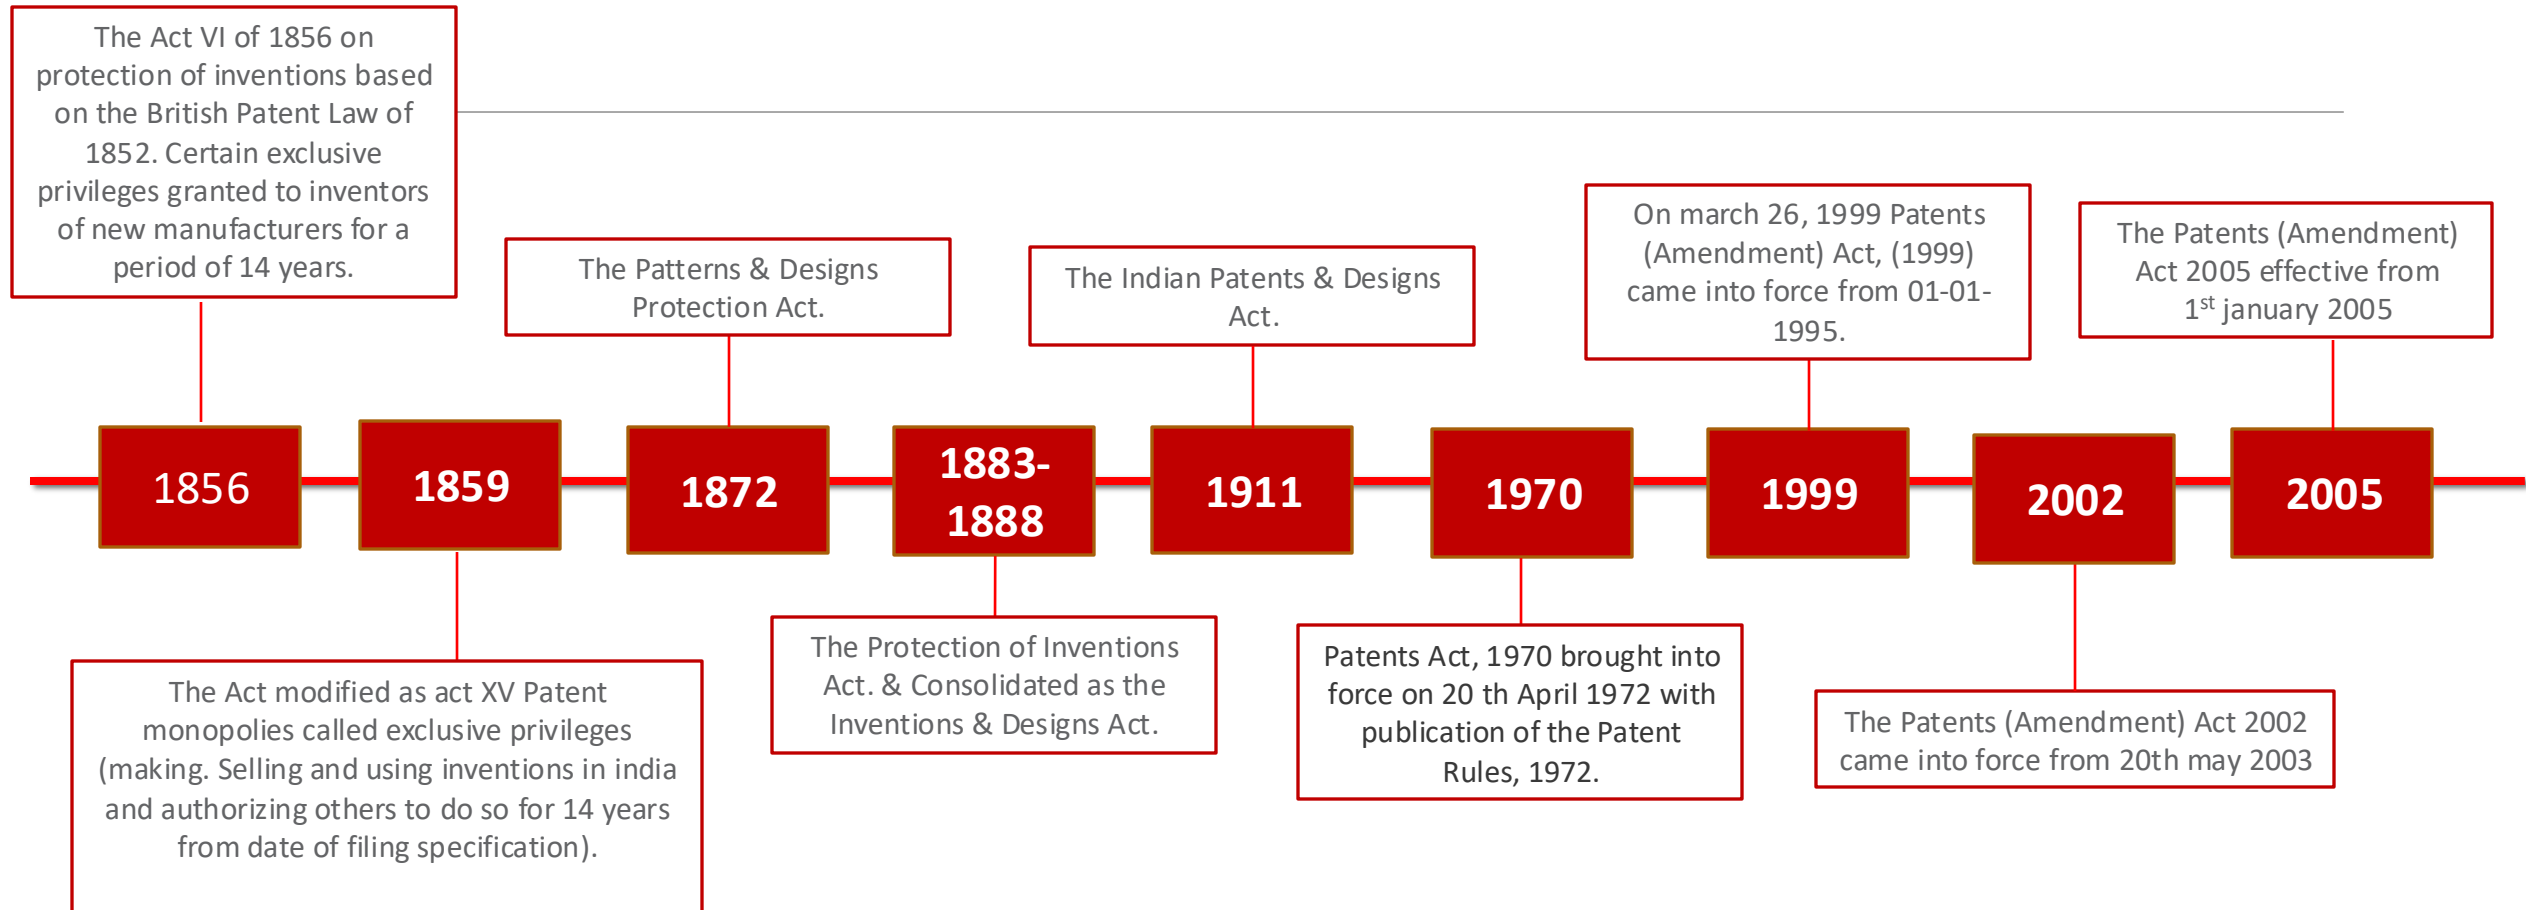 The Act VI of 1856 on
protection of inventions based
on the British Patent Law of
1852. Certain exclusive
privileges granted to inventors
of new manufacturers for a
period of 14 years.
The Patterns & Designs
Protection Act.
The Indian Patents & Designs
Act.
On march 26, 1999 Patents
(Amendment) Act, (1999)
came into force from 01-01-
1995.
The Patents (Amendment)
Act 2005 effective from
1st january 2005
1856
1859
1872
1883-
1888
1911
1970
1999
2002
2005
The Act modified as act XV Patent
monopolies called exclusive privileges
(making. Selling and using inventions in india
and authorizing others to do so for 14 years
from date of filing specification).
The Protection of Inventions
Act. & Consolidated as the
Inventions & Designs Act.
Patents Act, 1970 brought into
force on 20 th April 1972 with
publication of the Patent
Rules, 1972.
The Patents (Amendment) Act 2002
came into force from 20th may 2003